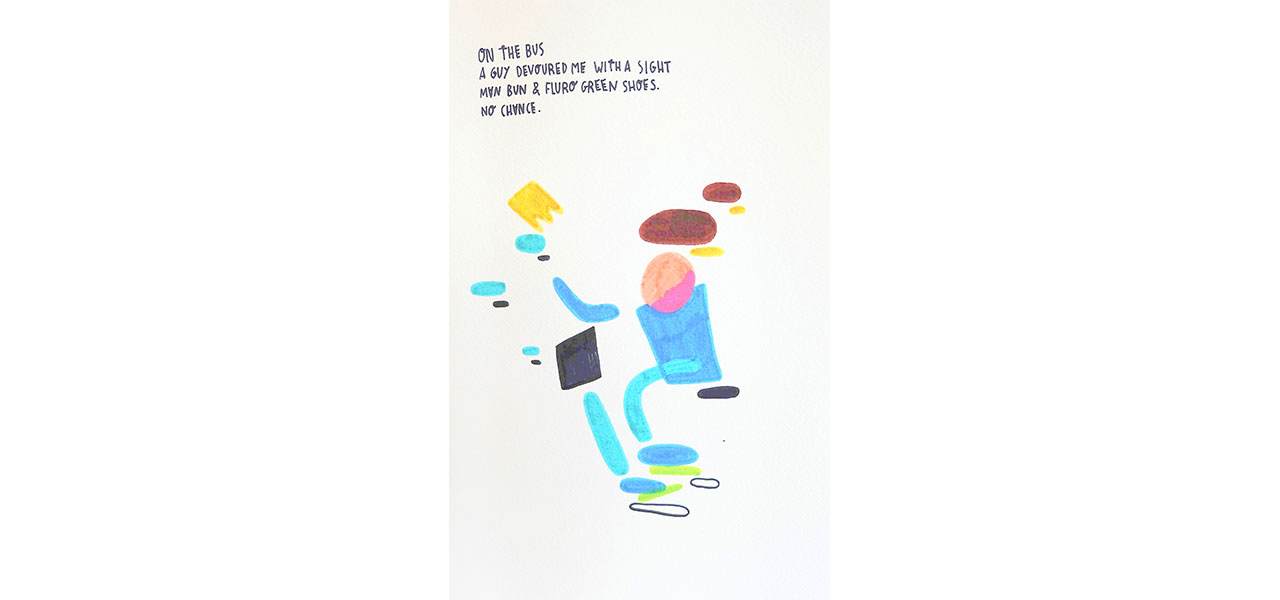 ON THE BUS
A GUY DEVOURED ME WITH A SIGHT
MAN BUN & FLURO GREEN SHOES.
NO CHANCE.